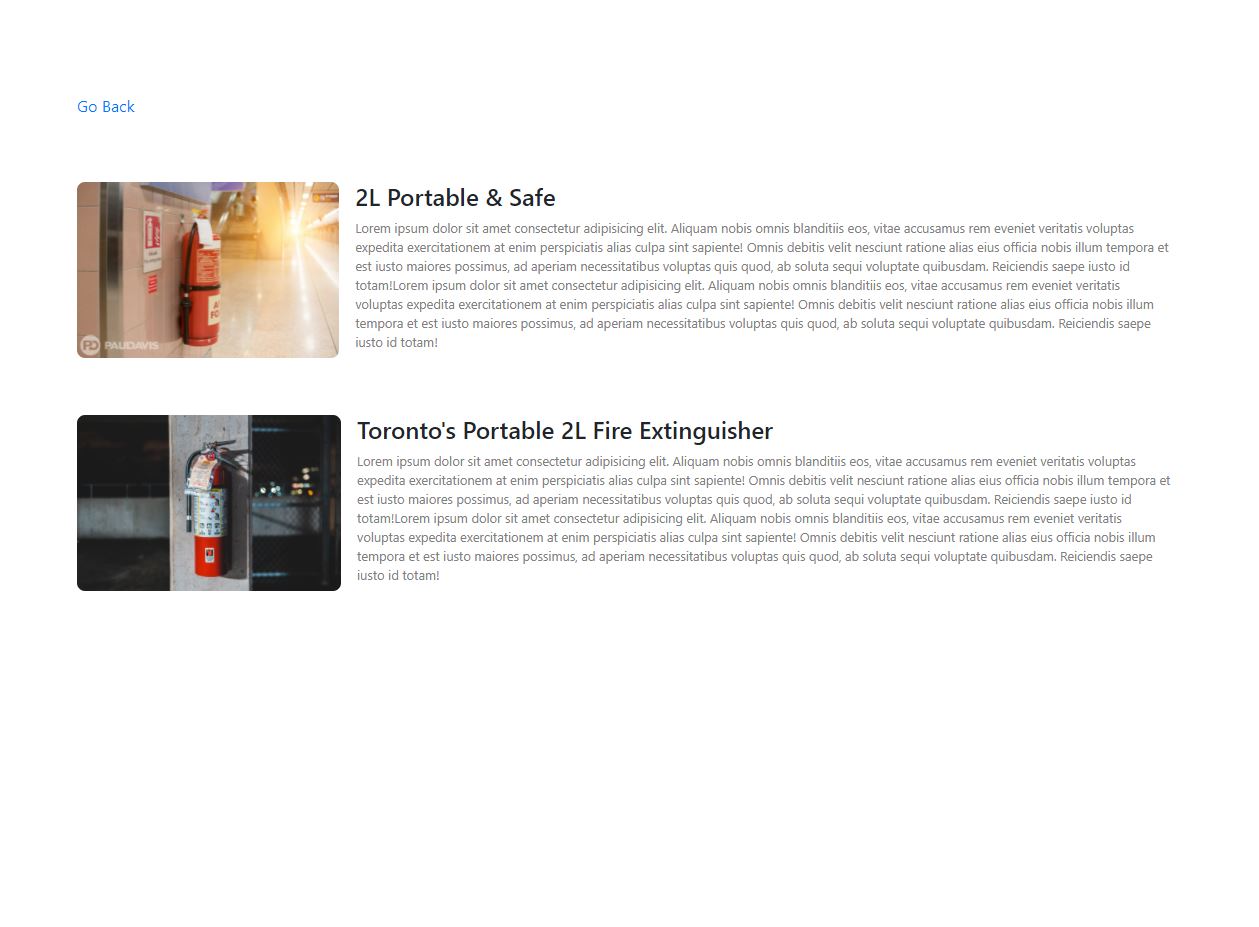 Go Back
PD PAULDAVIS
2L Portable & Safe
Lorem ipsum dolor sit amet consectetur adipisicing elit. Aliquam nobis omnis blanditiis eos, vitae accusamus rem eveniet veritatis voluptas
expedita exercitationem at enim perspiciatis alias culpa sint sapiente! Omnis debitis velit nesciunt ratione alias eius officia nobis illum tempora et
est iusto maiores possimus, ad aperiam necessitatibus voluptas quis quod, ab soluta sequi voluptate quibusdam. Reiciendis saepe iusto id
totam!Lorem ipsum dolor sit amet consectetur adipisicing elit. Aliquam nobis omnis blanditiis eos, vitae accusamus rem eveniet veritatis
voluptas expedita exercitationem at enim perspiciatis alias culpa sint sapiente! Omnis debitis velit nesciunt ratione alias eius officia nobis illum
tempora et est iusto maiores possimus, ad aperiam necessitatibus voluptas quis quod, ab soluta sequi voluptate quibusdam. Reiciendis saepe
iusto id totam!
Toronto's Portable 2L Fire Extinguisher
Lorem ipsum dolor sit amet consectetur adipisicing elit. Aliquam nobis omnis blanditiis eos, vitae accusamus rem eveniet veritatis voluptas
expedita exercitationem at enim perspiciatis alias culpa sint sapiente! Omnis debitis velit nesciunt ratione alias eius officia nobis illum tempora et
est iusto maiores possimus, ad aperiam necessitatibus voluptas quis quod, ab soluta sequi voluptate quibusdam. Reiciendis saepe iusto id
totam!Lorem ipsum dolor sit amet consectetur adipisicing elit. Aliquam nobis omnis blanditiis eos, vitae accusamus rem eveniet veritatis
voluptas expedita exercitationem at enim perspiciatis alias culpa sint sapiente! Omnis debitis velit nesciunt ratione alias eius officia nobis illum
tempora et est iusto maiores possimus, ad aperiam necessitatibus voluptas quis quod, ab soluta sequi voluptate quibusdam. Reiciendis saepe
iusto id totam!